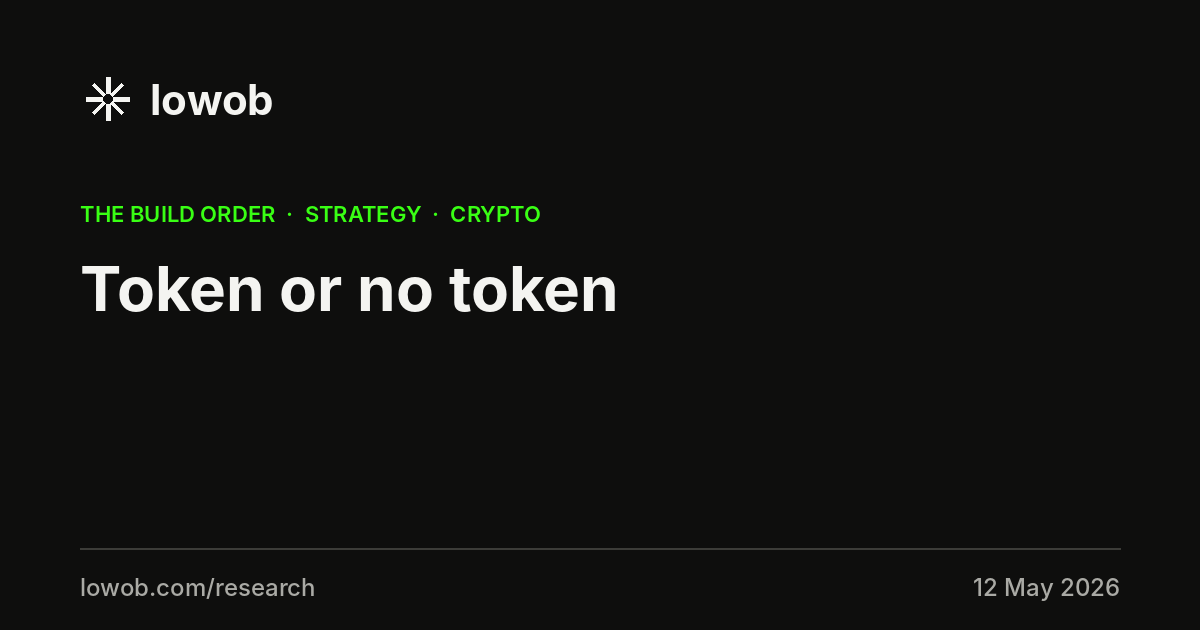 lowob
THE BUILD ORDER · STRATEGY · CRYPTO
Token or no token
lowob.com/research
12 May 2026